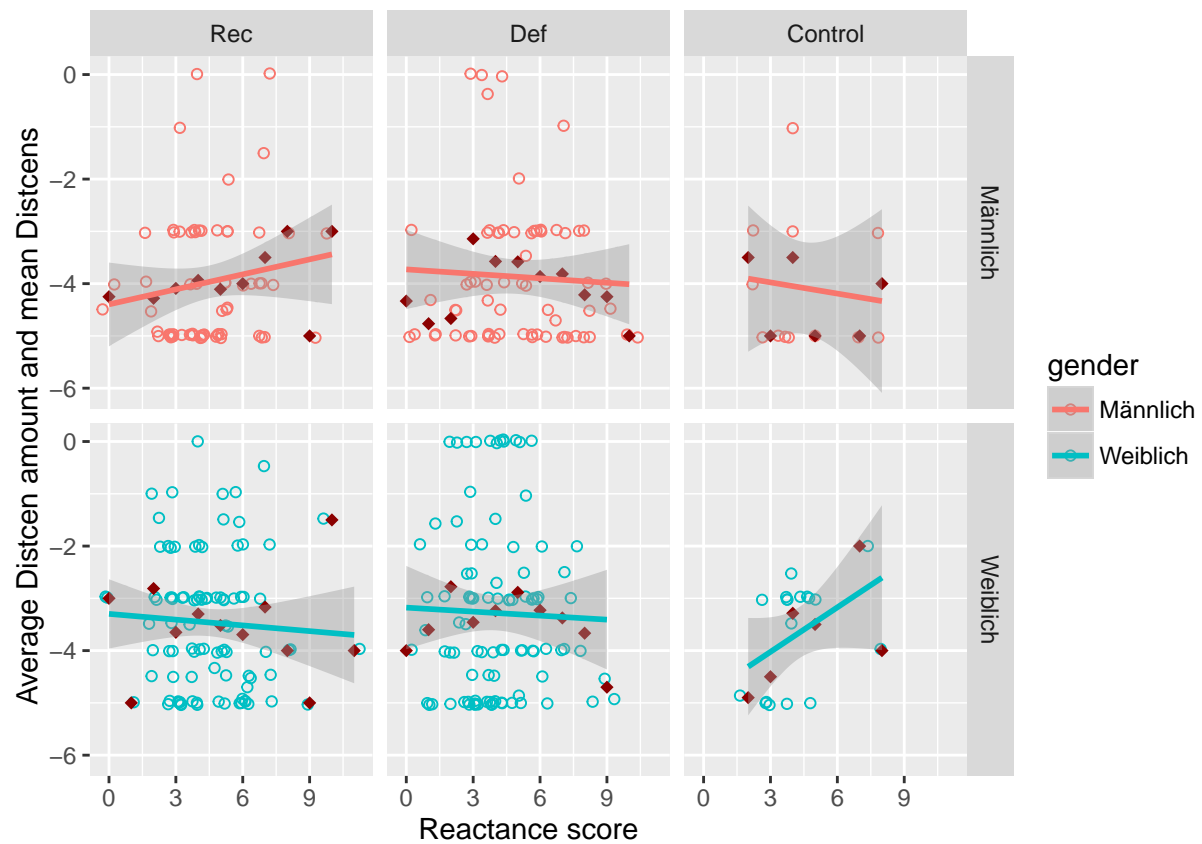 Rec
Def
Control
0
−2
−4
−6
Männlich
0
−2
−4
−6
Weiblich
0 3 6 9
0 3 6 9
0 3 6 9
Reactance score
Average Distcen amount and mean Distcens
gender
Männlich
Weiblich